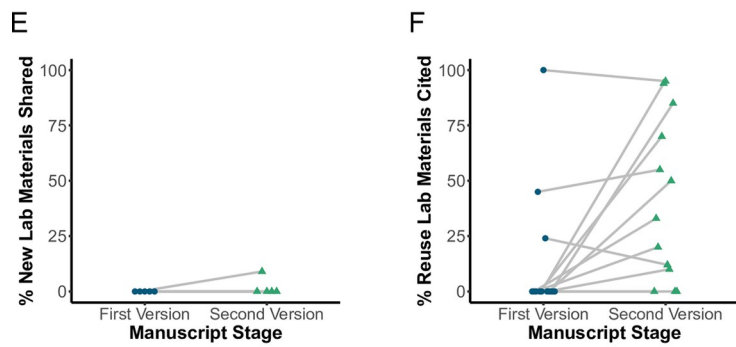 E
% New Lab Materials Shared
100
75
50
25
0
First Version Second Version
Manuscript Stage
F
% Reuse Lab Materials Cited
100
75
50
25
0
First Version Second Version
Manuscript Stage